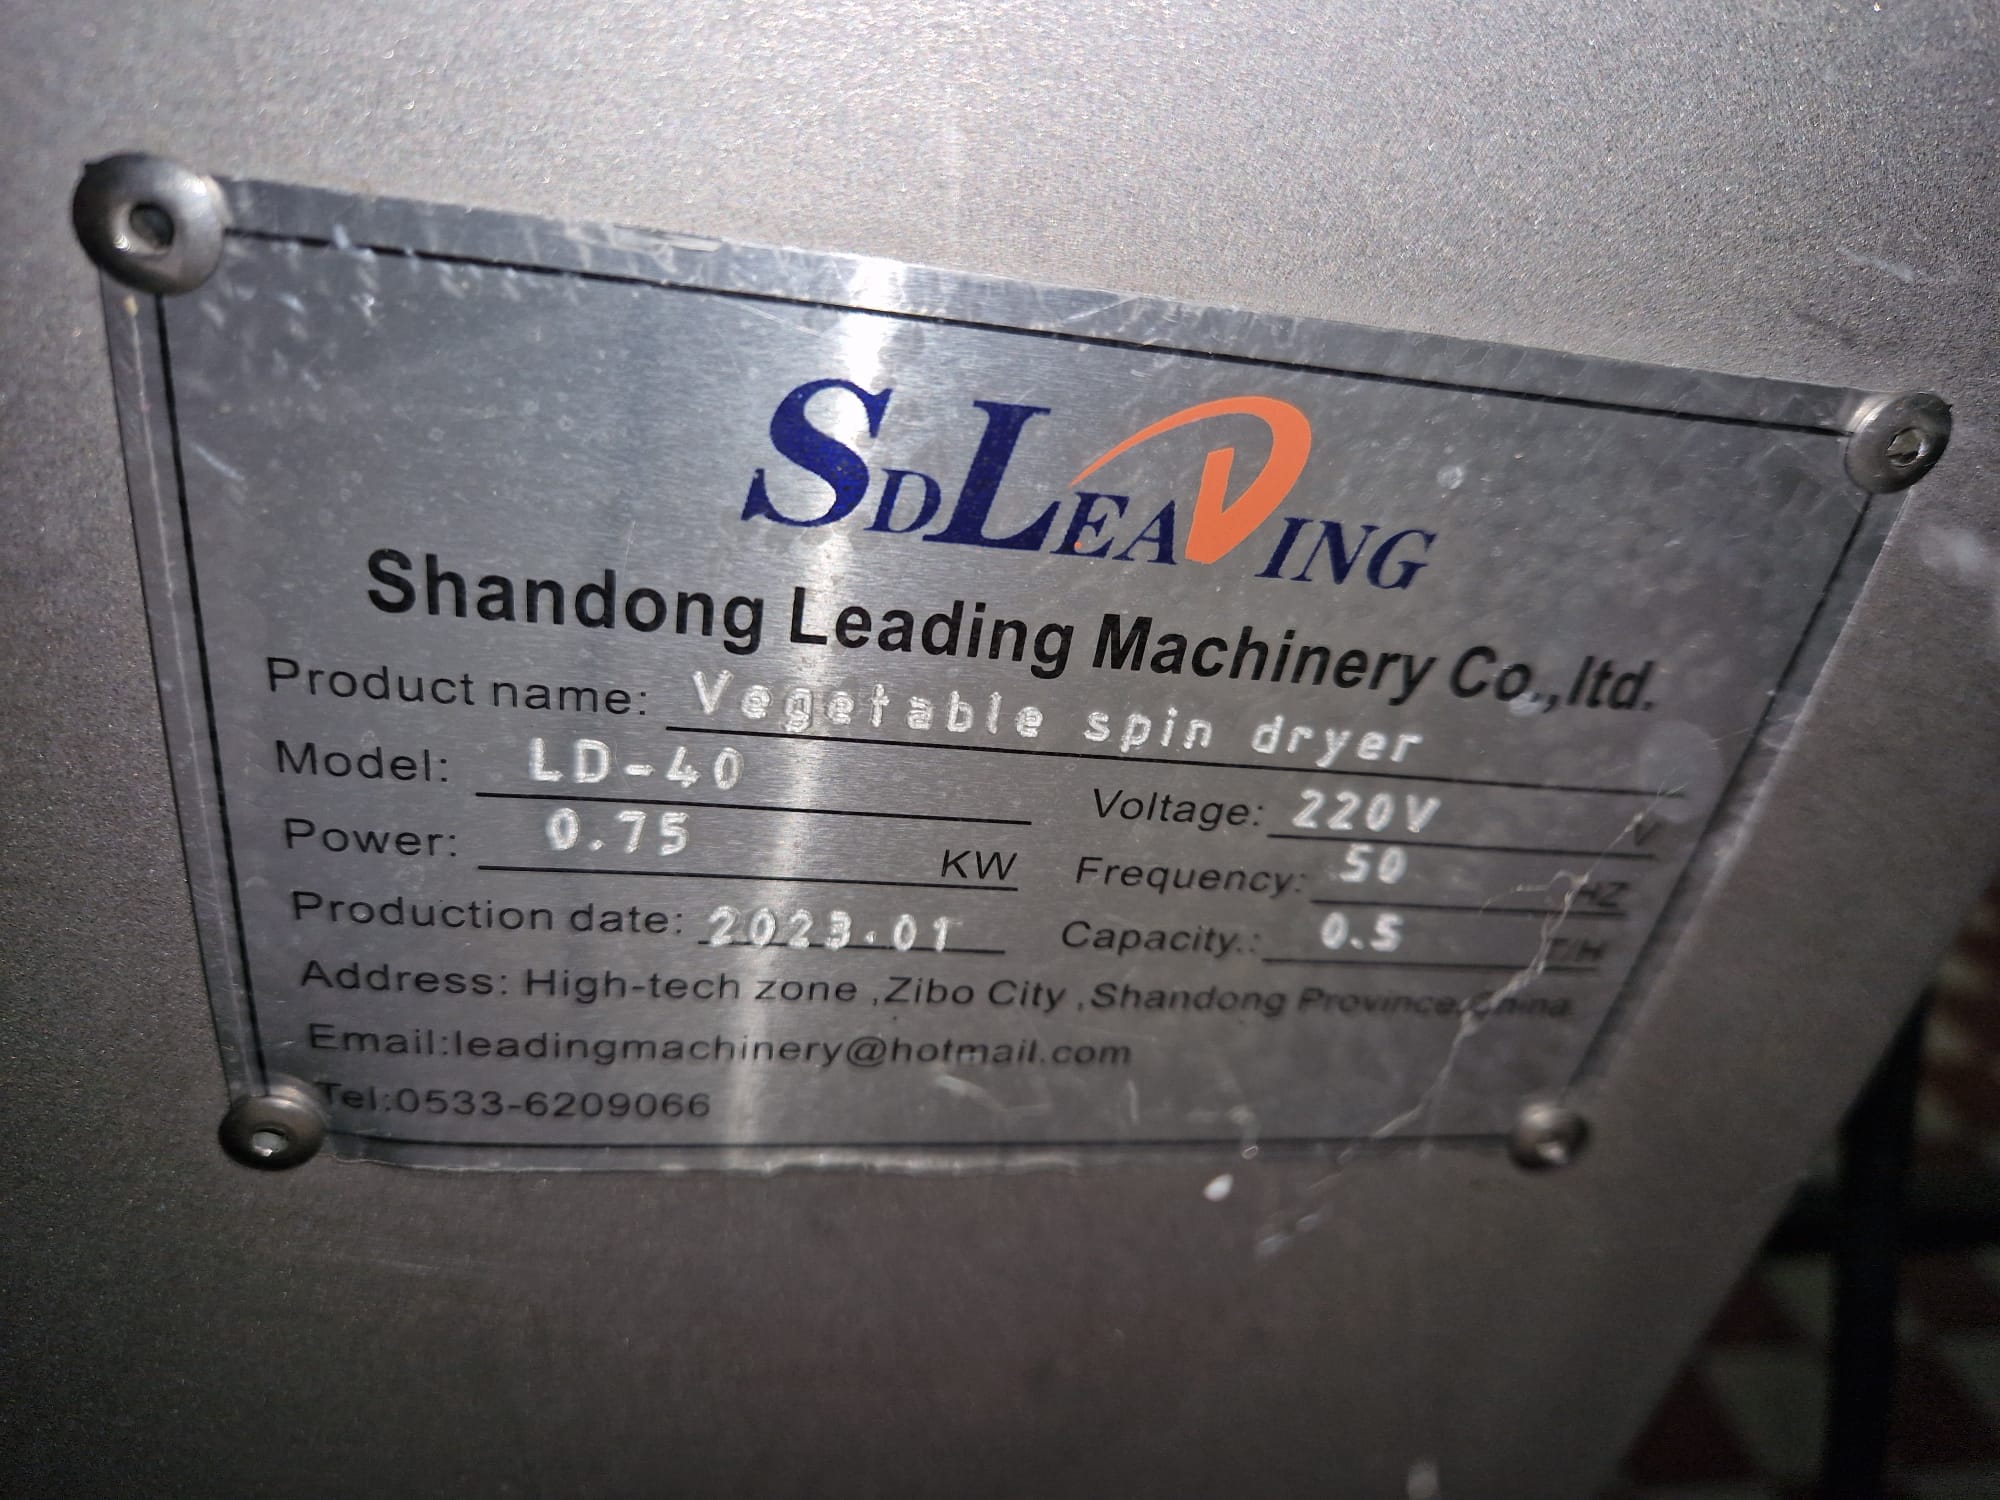 SDLEADING
Shandong Leading Machinery Co.,ltd.
Product name: Vegetable spin dryer
Model: LD-40 Voltage: 220V V
Power: 0.75 KW Frequency: 50 HZ
Production date: 2023.01 Capacity.: 0.5 T/H
Address: High-tech zone ,Zibo City ,Shandong Province,China.
Email:leadingmachinery@hotmail.com
Tel:0533-6209066